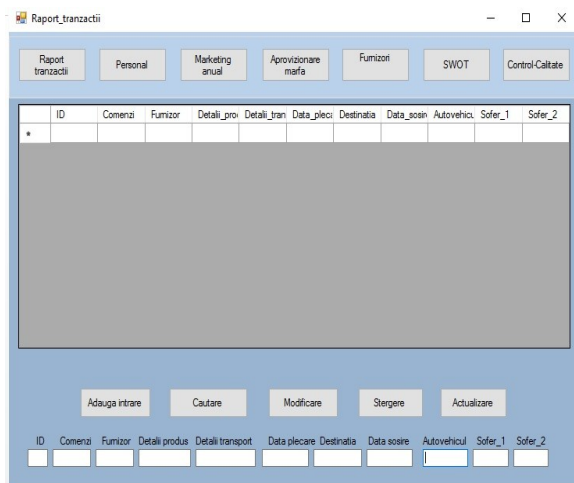 Raport_tranzactii
Raport tranzactii
Personal
Marketing anual
Aprovizionare marfa
Furnizori
SWOT
Control-Calitate
ID Comenzi Furnizor Detalii_pro Detalii_tran Data_pleca Destinatia Data_sosir Autovehicu Sofer_1 Sofer_2
*
Adauga intrare Cautare Modificare Stergere Actualizare
ID Comenzi Furnizor Detalii produs Detalii transport Data plecare Destinatia Data sosire Autovehicul Sofer_1 Sofer_2